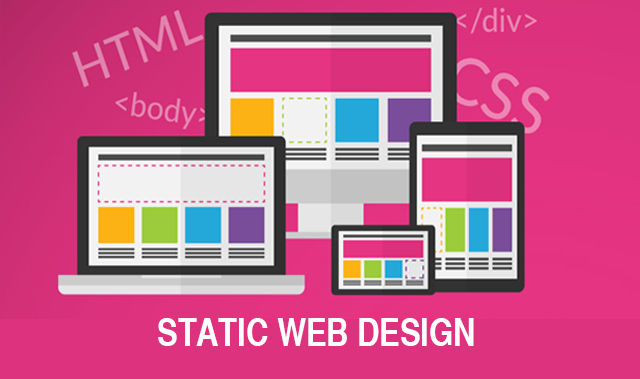 HTML
</div>
<body>
CSS
STATIC WEB DESIGN